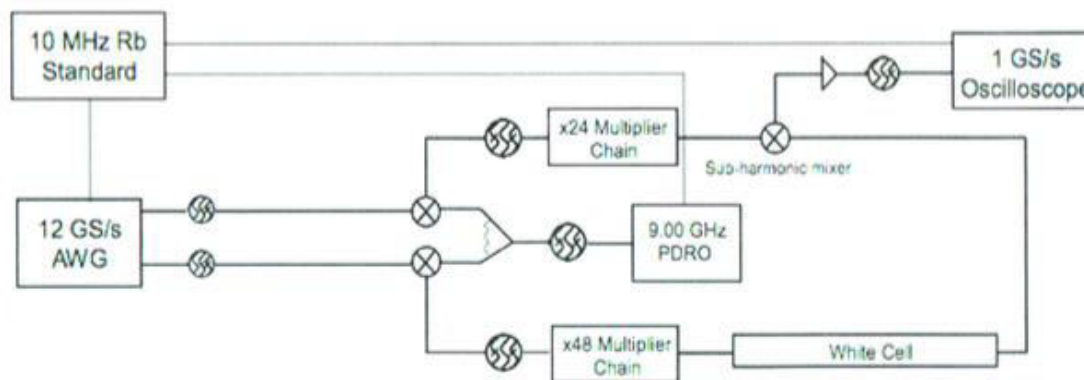 10 MHz Rb
Standard
1 GS/s
Oscilloscope
x24 Multiplier
Chain
Sub-harmonic mixer
12 GS/s
AWG
9.00 GHz
PDRO
x48 Multiplier
Chain
White Cell